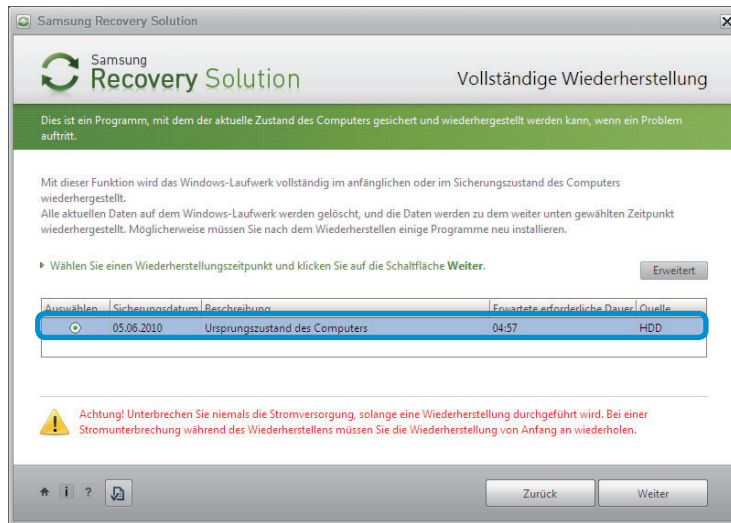 Samsung Recovery Solution
Samsung
Recovery Solution
Vollständige Wiederherstellung
Dies ist ein Programm, mit dem der aktuelle Zustand des Computers gesichert und wiederhergestellt werden kann, wenn ein Problem
auftritt.
Mit dieser Funktion wird das Windows-Laufwerk vollständig im anfänglichen oder im Sicherungszustand des Computers
wiederhergestellt.
Alle aktuellen Daten auf dem Windows-Laufwerk werden gelöscht, und die Daten werden zu dem weiter unten gewählten Zeitpunkt
wiederhergestellt. Möglicherweise müssen Sie nach dem Wiederherstellen einige Programme neu installieren.
Wählen Sie einen Wiederherstellungszeitpunkt und klicken Sie auf die Schaltfläche Weiter.
Erweitert
Auswählen Sicherungsdatum Beschreibung Erwartete erforderliche Dauer Quelle
05.06.2010 Ursprungszustand des Computers 04:57 HDD
Achtung! Unterbrechen Sie niemals die Stromversorgung, solange eine Wiederherstellung durchgeführt wird. Bei einer
Stromunterbrechung während des Wiederherstellens müssen Sie die Wiederherstellung von Anfang an wiederholen.
i ? Zurück Weiter